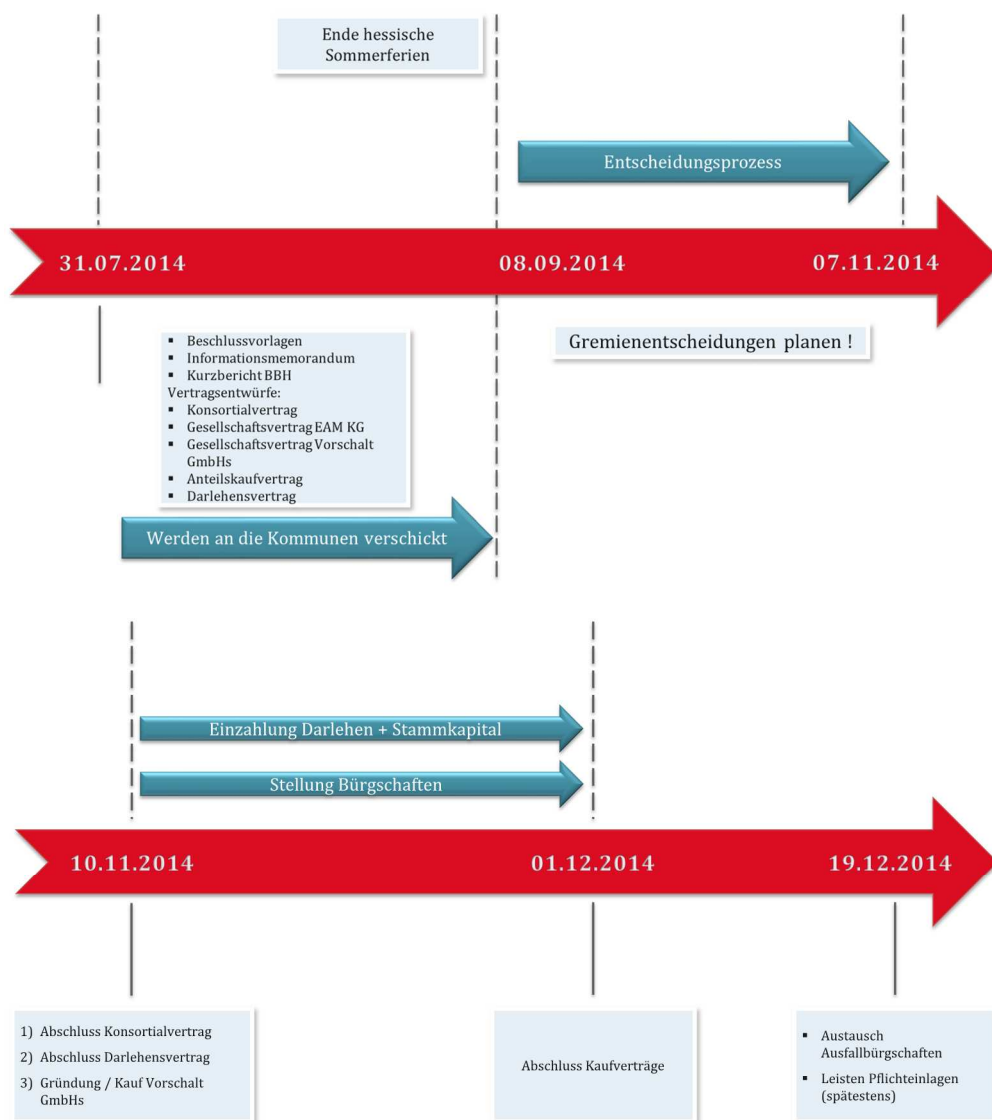 Ende hessische
Sommerferien
Entscheidungsprozess
31.07.2014
08.09.2014
07.11.2014
▪ Beschlussvorlagen
▪ Informationsmemorandum
▪ Kurzbericht BBH
Vertragsentwürfe:
▪ Konsortialvertrag
▪ Gesellschaftsvertrag EAM KG
▪ Gesellschaftsvertrag Vorschalt
GmbHs
▪ Anteilskaufvertrag
▪ Darlehensvertrag
Gremienentscheidungen planen !
Werden an die Kommunen verschickt
Einzahlung Darlehen + Stammkapital
Stellung Bürgschaften
10.11.2014
01.12.2014
19.12.2014
1) Abschluss Konsortialvertrag
2) Abschluss Darlehensvertrag
3) Gründung / Kauf Vorschalt
GmbHs
Abschluss Kaufverträge
▪ Austausch
Ausfallbürgschaften
▪ Leisten Pflichteinlagen
(spätestens)